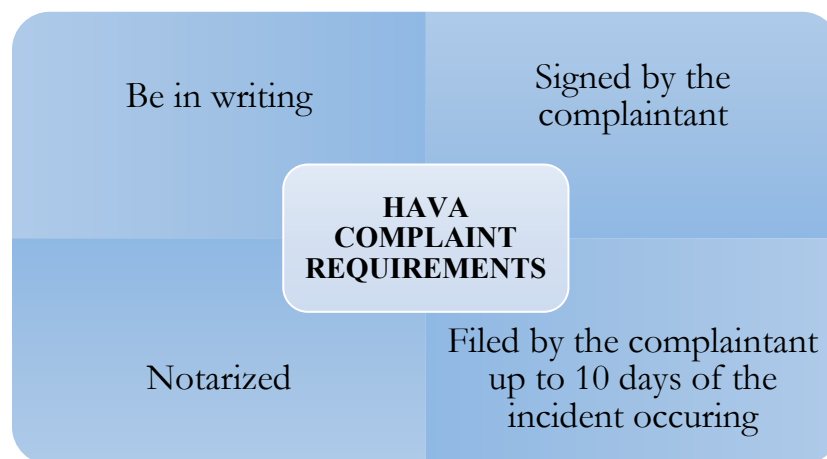 Be in writing
Signed by the
complaintant
HAVA
COMPLAINT
REQUIREMENTS
Notarized
Filed by the complaintant
up to 10 days of the
incident occuring